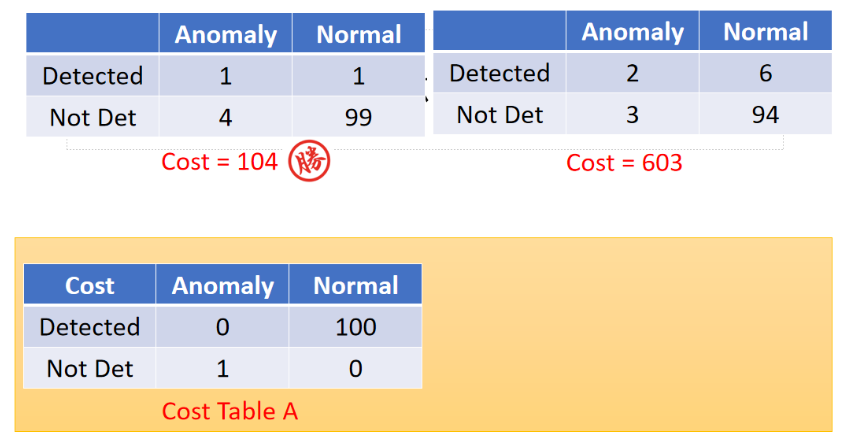 Anomaly Normal
Detected 1 1
Not Det 4 99
Cost = 104 勝
Anomaly Normal
Detected 2 6
Not Det 3 94
Cost = 603
Cost Anomaly Normal
Detected 0 100
Not Det 1 0
Cost Table A